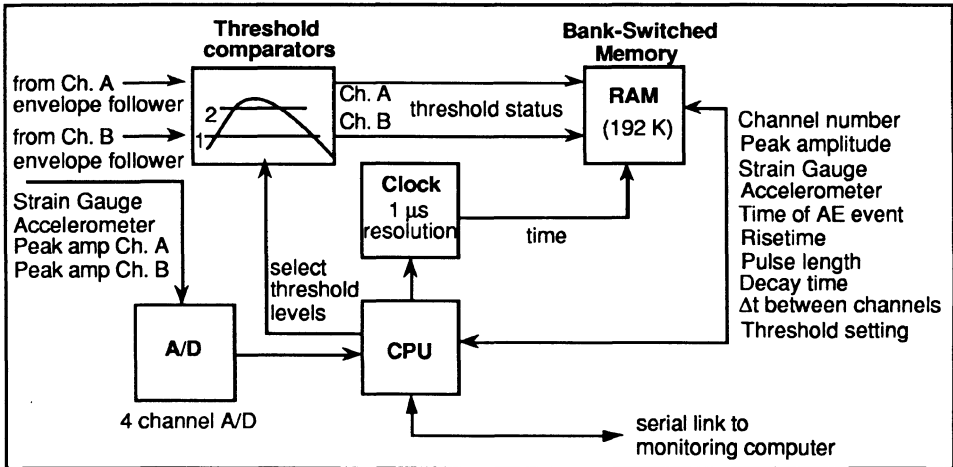 Threshold
comparators
Bank-Switched
Memory
from Ch. A
envelope follower
from Ch. B
envelope follower
2
1
Ch. A
Ch. B
threshold status
RAM
(192 K)
Channel number
Peak amplitude
Strain Gauge
Accelerometer
Time of AE event
Risetime
Pulse length
Decay time
Δt between channels
Threshold setting
Clock
1 μs
resolution
time
Strain Gauge
Accelerometer
Peak amp Ch. A
Peak amp Ch. B
select
threshold
levels
A/D
CPU
4 channel A/D
serial link to
monitoring computer